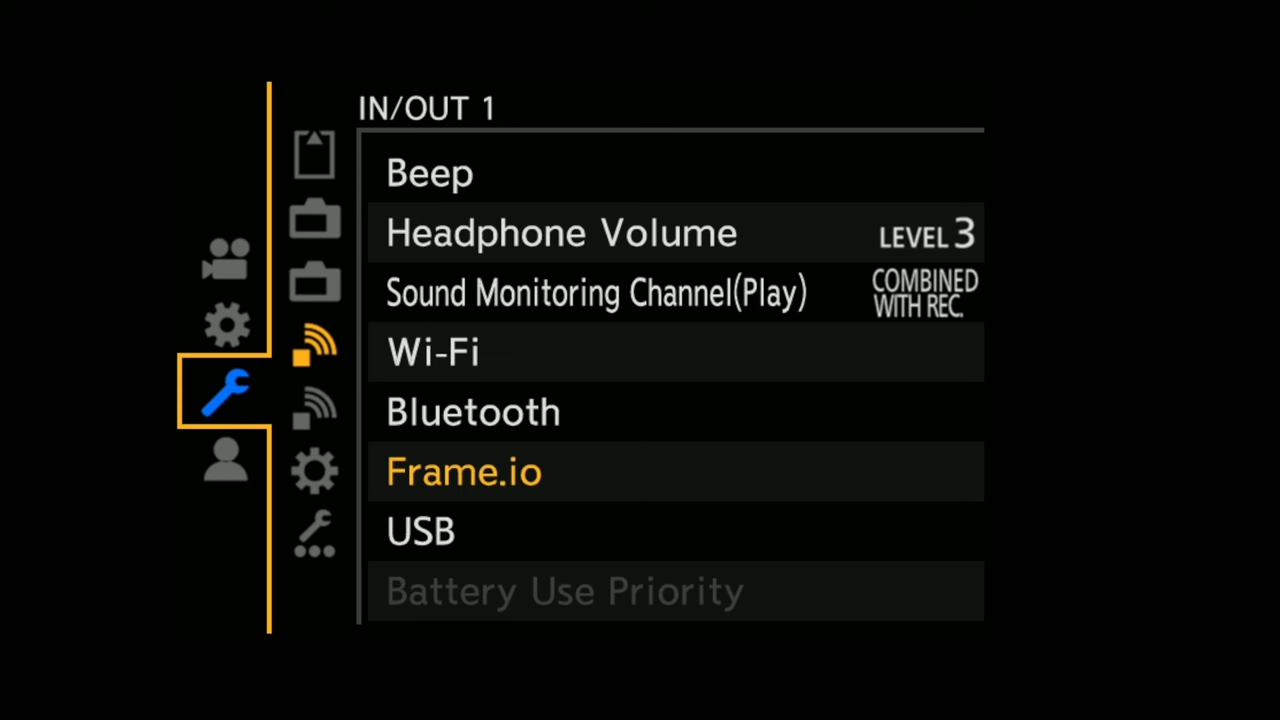 IN/OUT 1
Beep
Headphone Volume LEVEL 3
Sound Monitoring Channel(Play) COMBINED
WITH REC.
Wi-Fi
Bluetooth
Frame.io
USB
Battery Use Priority